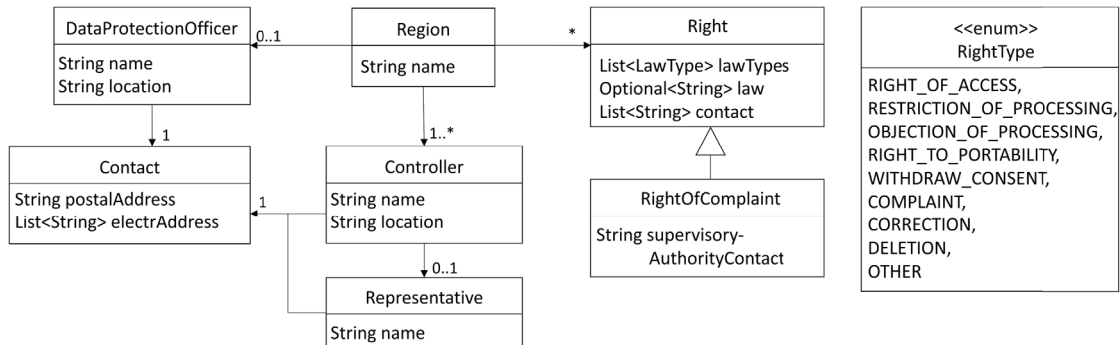 DataProtectionOfficer
String name
String location
0..1
Region
String name
*
Right
List<LawType> lawTypes
Optional<String> law
List<String> contact
<<enum>>
RightType
RIGHT_OF_ACCESS,
RESTRICTION_OF_PROCESSING,
OBJECTION_OF_PROCESSING,
RIGHT_TO_PORTABILITY,
WITHDRAW_CONSENT,
COMPLAINT,
CORRECTION,
DELETION,
OTHER
1
1..*
Contact
String postalAddress
List<String> electrAddress
1
Controller
String name
String location
RightOfComplaint
String supervisory-
AuthorityContact
0..1
Representative
String name